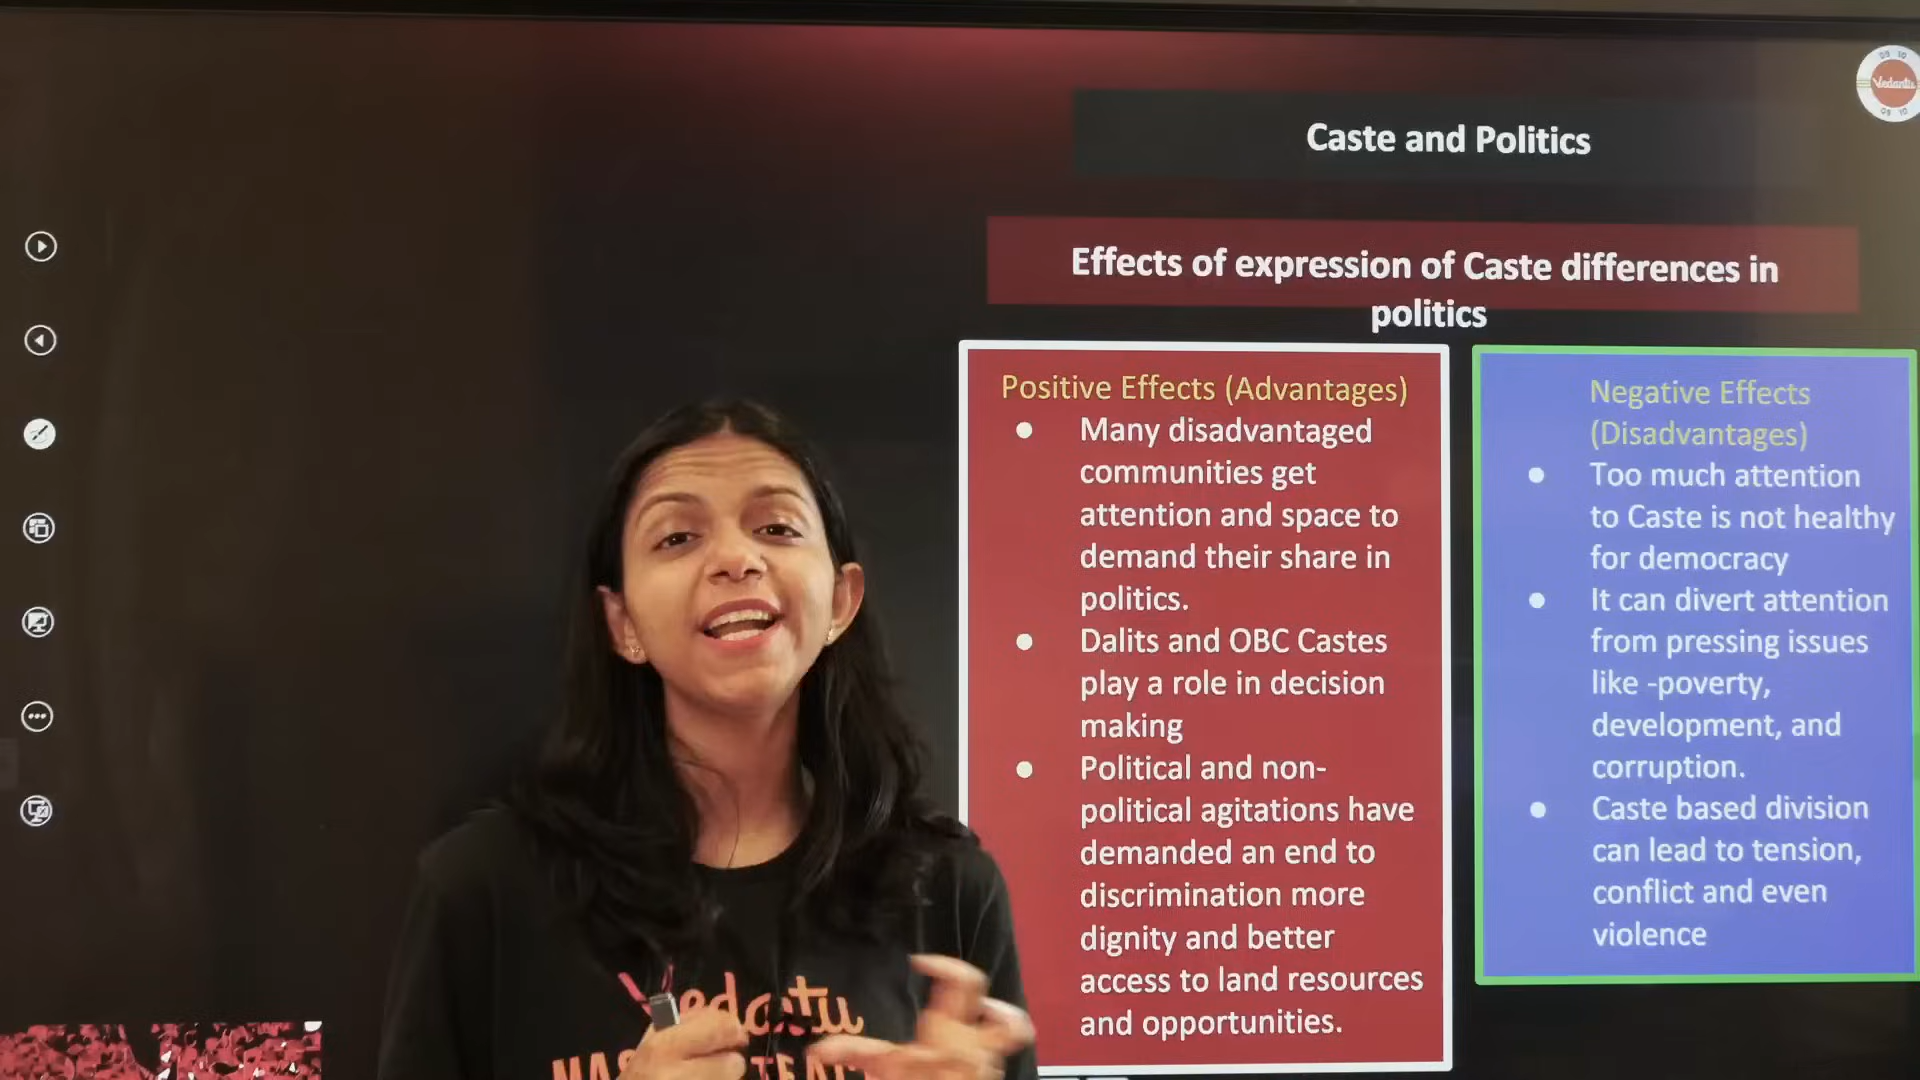 Vedantu
Caste and Politics
Effects of expression of Caste differences in
politics
Positive Effects (Advantages)
● Many disadvantaged
communities get
attention and space to
demand their share in
politics.
● Dalits and OBC Castes
play a role in decision
making
● Political and non-
political agitations have
demanded an end to
discrimination more
dignity and better
access to land resources
and opportunities.
Negative Effects
(Disadvantages)
● Too much attention
to Caste is not healthy
for democracy
● It can divert attention
from pressing issues
like -poverty,
development, and
corruption.
● Caste based division
can lead to tension,
conflict and even
violence
Vedantu